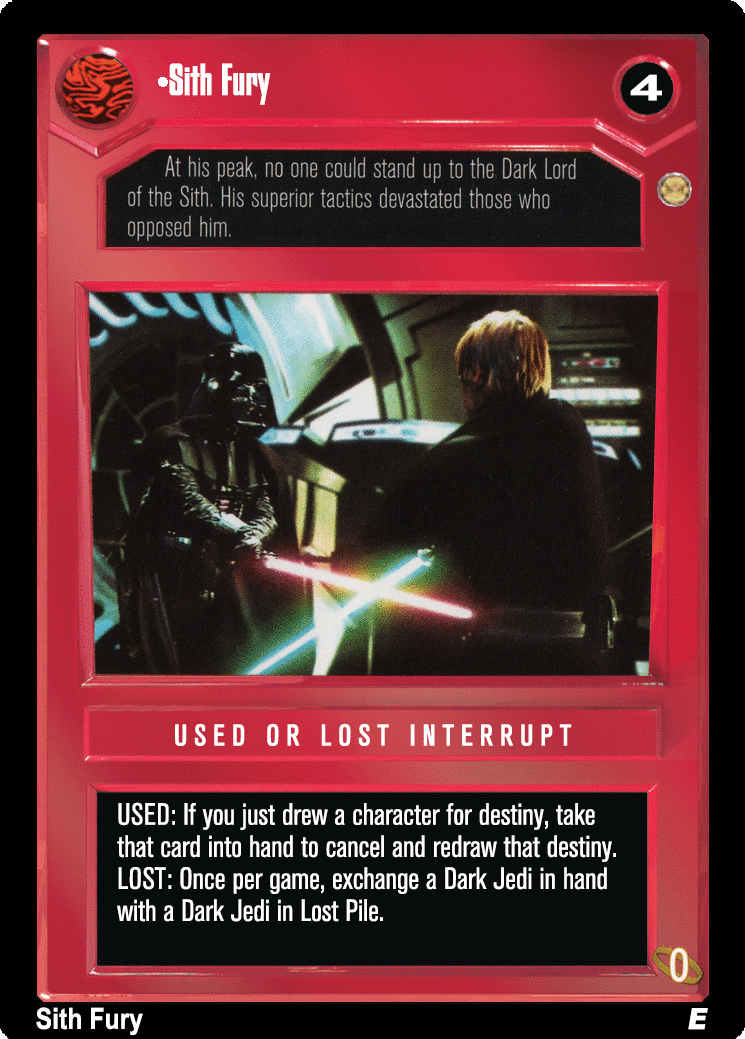 •Sith Fury
4
At his peak, no one could stand up to the Dark Lord
of the Sith. His superior tactics devastated those who
opposed him.
USED OR LOST INTERRUPT
USED: If you just drew a character for destiny, take
that card into hand to cancel and redraw that destiny.
LOST: Once per game, exchange a Dark Jedi in hand
with a Dark Jedi in Lost Pile.
0
Sith Fury
E